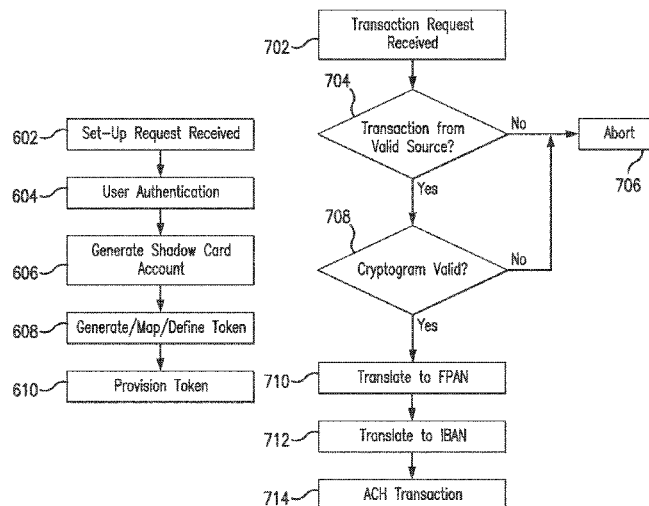 602
Set-Up Request Received
604
User Authentication
606
Generate Shadow Card
Account
608
Generate/Map/Define Token
610
Provision Token
702
Transaction Request
Received
704
Transaction from
Valid Source?
No
Abort
706
Yes
708
Cryptogram Valid?
No
Yes
710
Translate to FPAN
712
Translate to IBAN
714
ACH Transaction